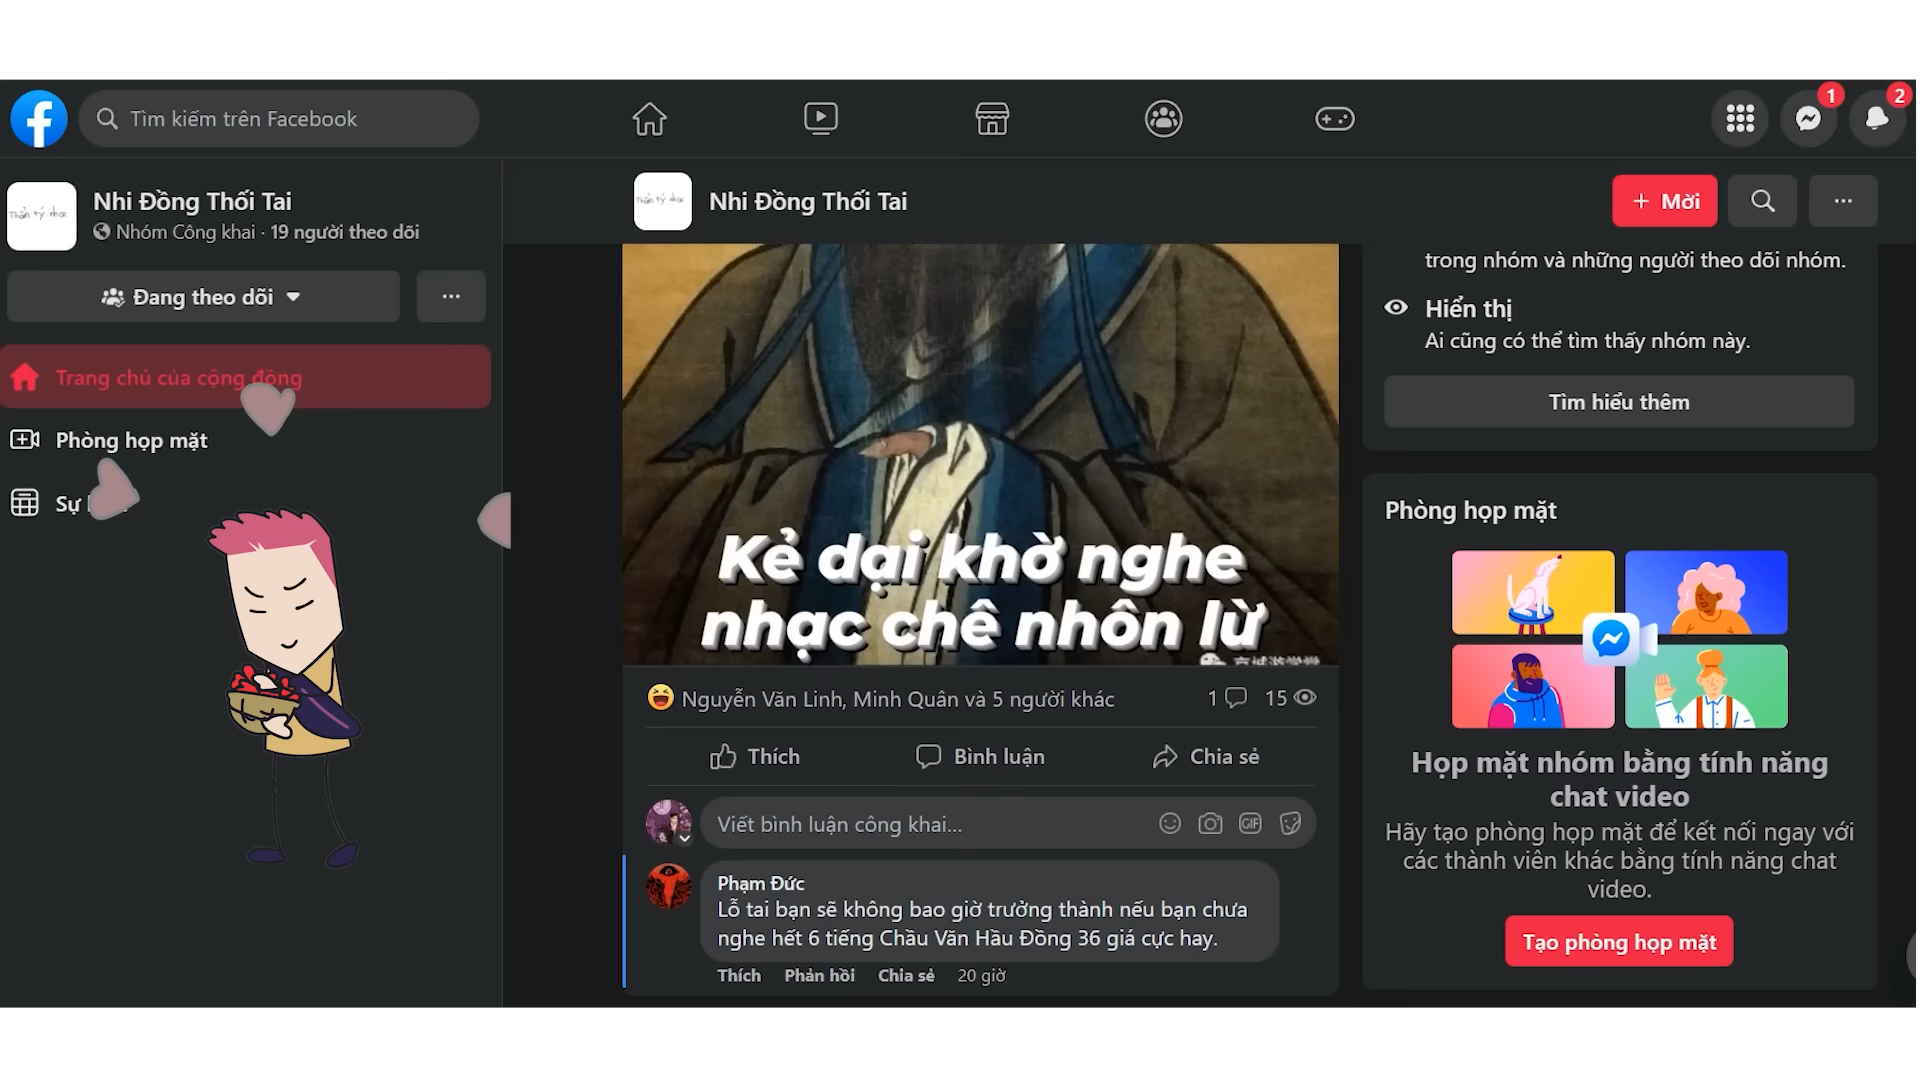 Tìm kiếm trên Facebook
1
2
Nhi Đồng Thối Tai
Nhóm Công khai · 19 người theo dõi
Đang theo dõi
Trang chủ của cộng đồng
Phòng họp mặt
Sự
Nhi Đồng Thối Tai
+ Mời
Kẻ dại khờ nghe
nhạc chê nhôn lừ
Nguyễn Văn Linh, Minh Quân và 5 người khác
1
15
Thích
Bình luận
Chia sẻ
Viết bình luận công khai...
GIF
Phạm Đức
Lỗ tai bạn sẽ không bao giờ trưởng thành nếu bạn chưa
nghe hết 6 tiếng Chầu Văn Hầu Đồng 36 giá cực hay.
Thích Phản hồi Chia sẻ 20 giờ
trong nhóm và những người theo dõi nhóm.
Hiển thị
Ai cũng có thể tìm thấy nhóm này.
Tìm hiểu thêm
Phòng họp mặt
Họp mặt nhóm bằng tính năng
chat video
Hãy tạo phòng họp mặt để kết nối ngay với
các thành viên khác bằng tính năng chat
video.
Tạo phòng họp mặt